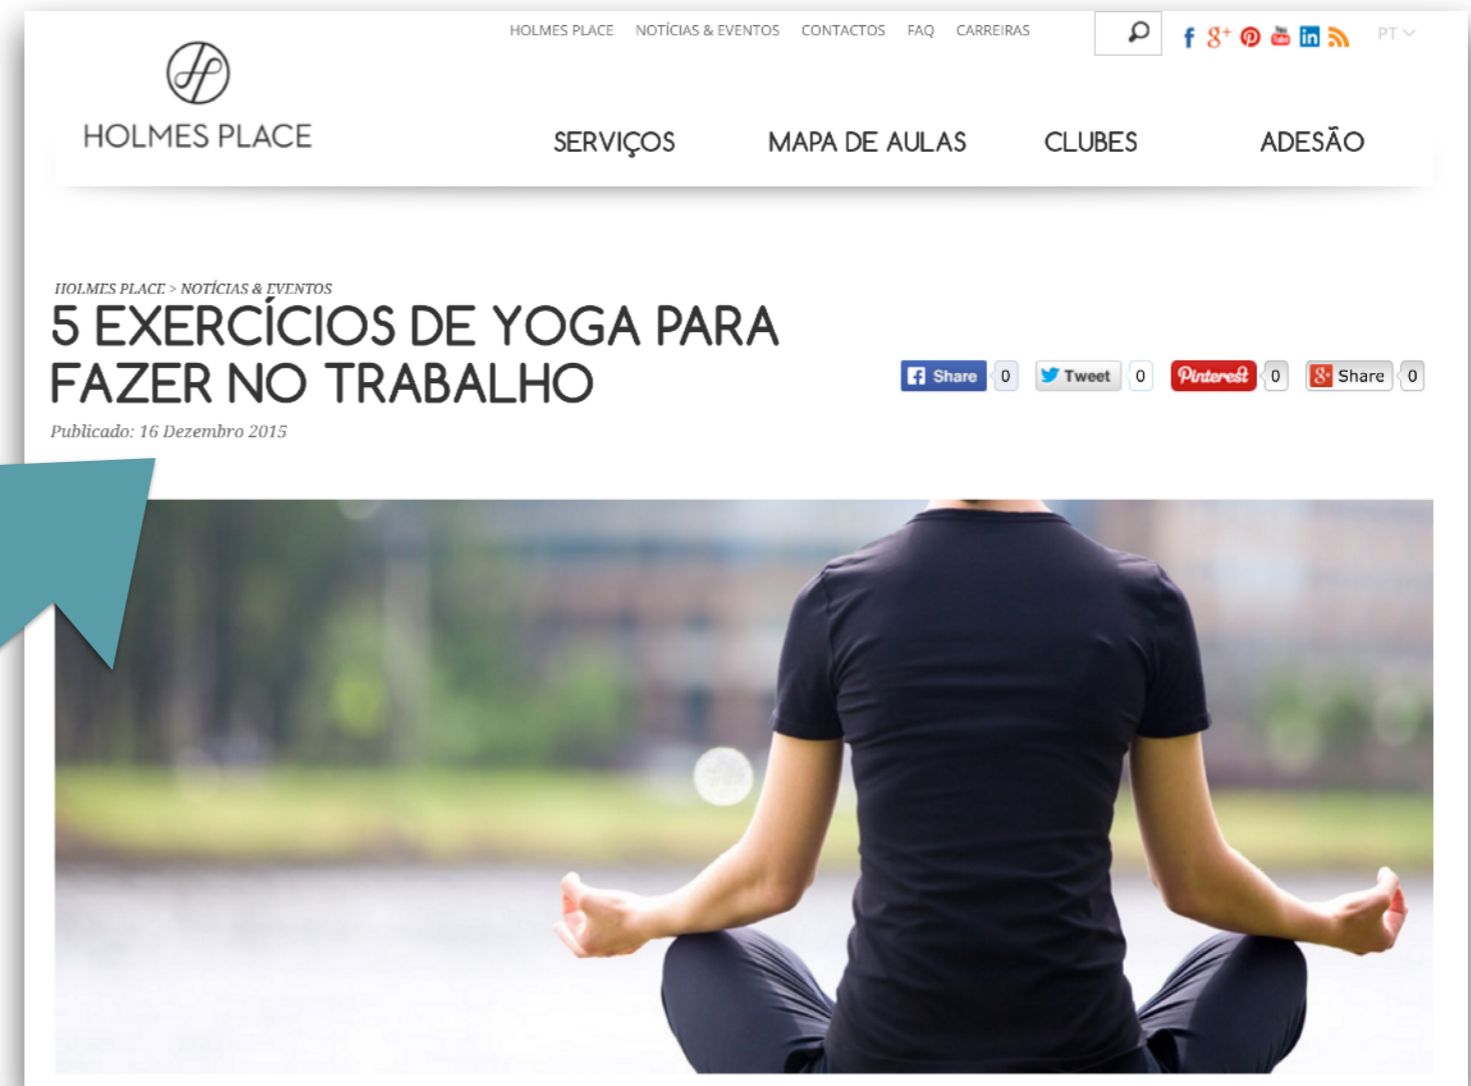 HOLMES PLACE NOTÍCIAS & EVENTOS CONTACTOS FAQ CARREIRAS
PT
HOLMES PLACE
SERVIÇOS MAPA DE AULAS CLUBES ADESÃO
HOLMES PLACE > NOTÍCIAS & EVENTOS
5 EXERCÍCIOS DE YOGA PARA
FAZER NO TRABALHO
Share 0 Tweet 0 Pinterest 0 Share 0
Publicado: 16 Dezembro 2015